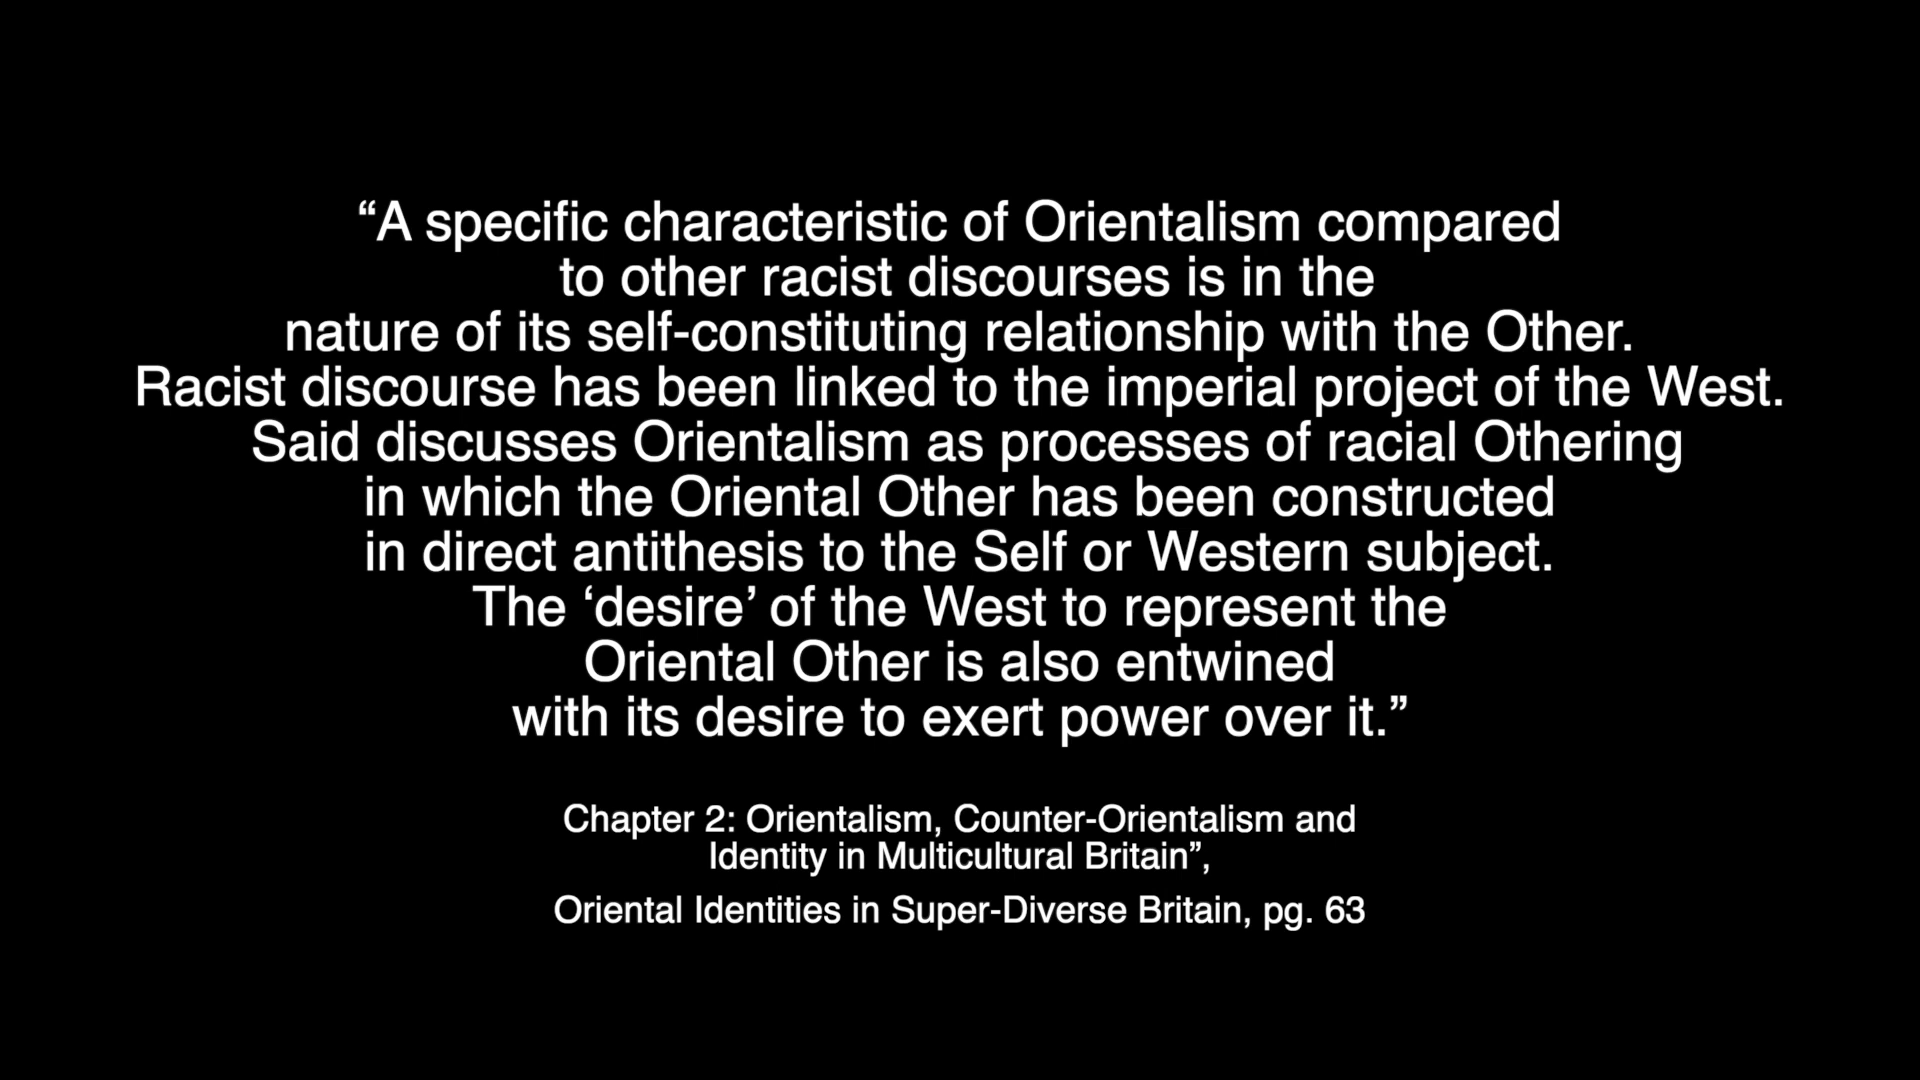 “A specific characteristic of Orientalism compared
to other racist discourses is in the
nature of its self-constituting relationship with the Other.
Racist discourse has been linked to the imperial project of the West.
Said discusses Orientalism as processes of racial Othering
in which the Oriental Other has been constructed
in direct antithesis to the Self or Western subject.
The ‘desire’ of the West to represent the
Oriental Other is also entwined
with its desire to exert power over it.”
Chapter 2: Orientalism, Counter-Orientalism and
Identity in Multicultural Britain”,
Oriental Identities in Super-Diverse Britain, pg. 63